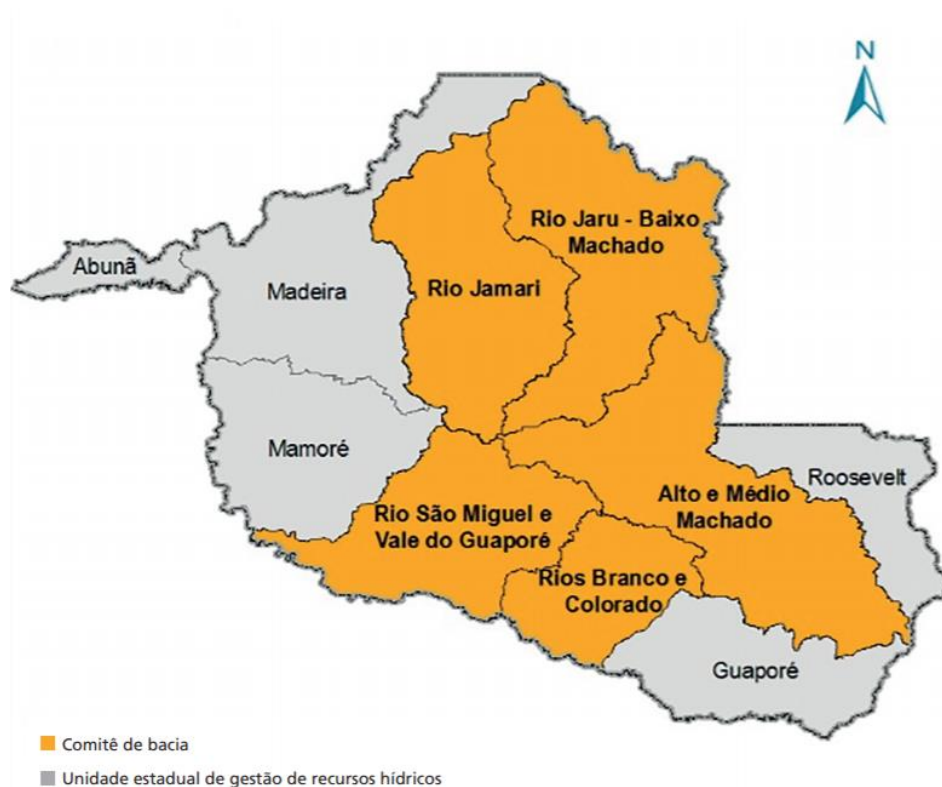 N
Rio Jaru - Baixo
Machado
Abunã
Madeira
Rio Jamari
Mamoré
Roosevelt
Alto e Médio
Machado
Rio São Miguel e
Vale do Guaporé
Rios Branco e
Colorado
Guaporé
Comitê de bacia
Unidade estadual de gestão de recursos hídricos